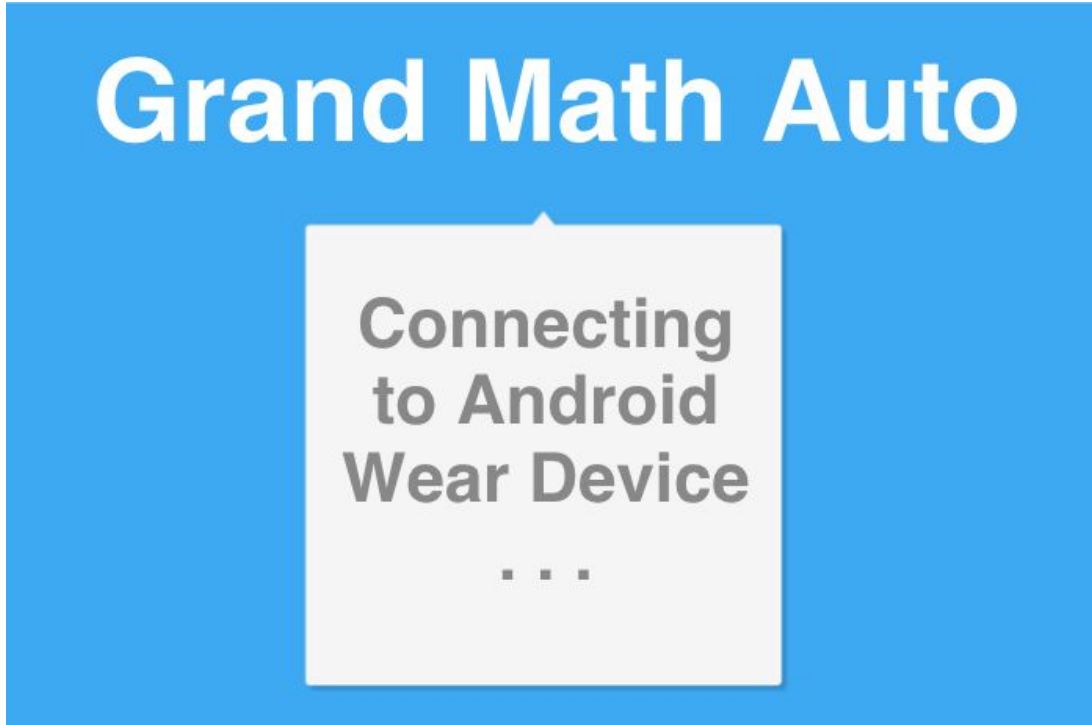 Grand Math Auto
Connecting
to Android
Wear Device
. . .